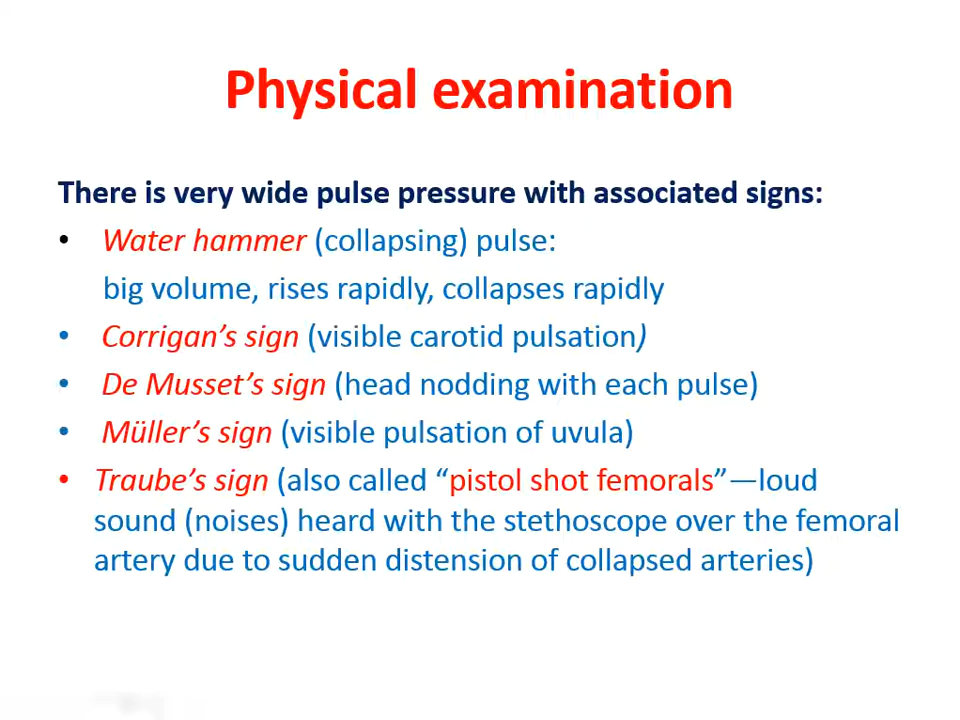 Physical examination
There is very wide pulse pressure with associated signs:
• Water hammer (collapsing) pulse:
big volume, rises rapidly, collapses rapidly
• Corrigan’s sign (visible carotid pulsation)
• De Musset’s sign (head nodding with each pulse)
• Müller’s sign (visible pulsation of uvula)
• Traube’s sign (also called “pistol shot femorals”—loud
sound (noises) heard with the stethoscope over the femoral
artery due to sudden distension of collapsed arteries)